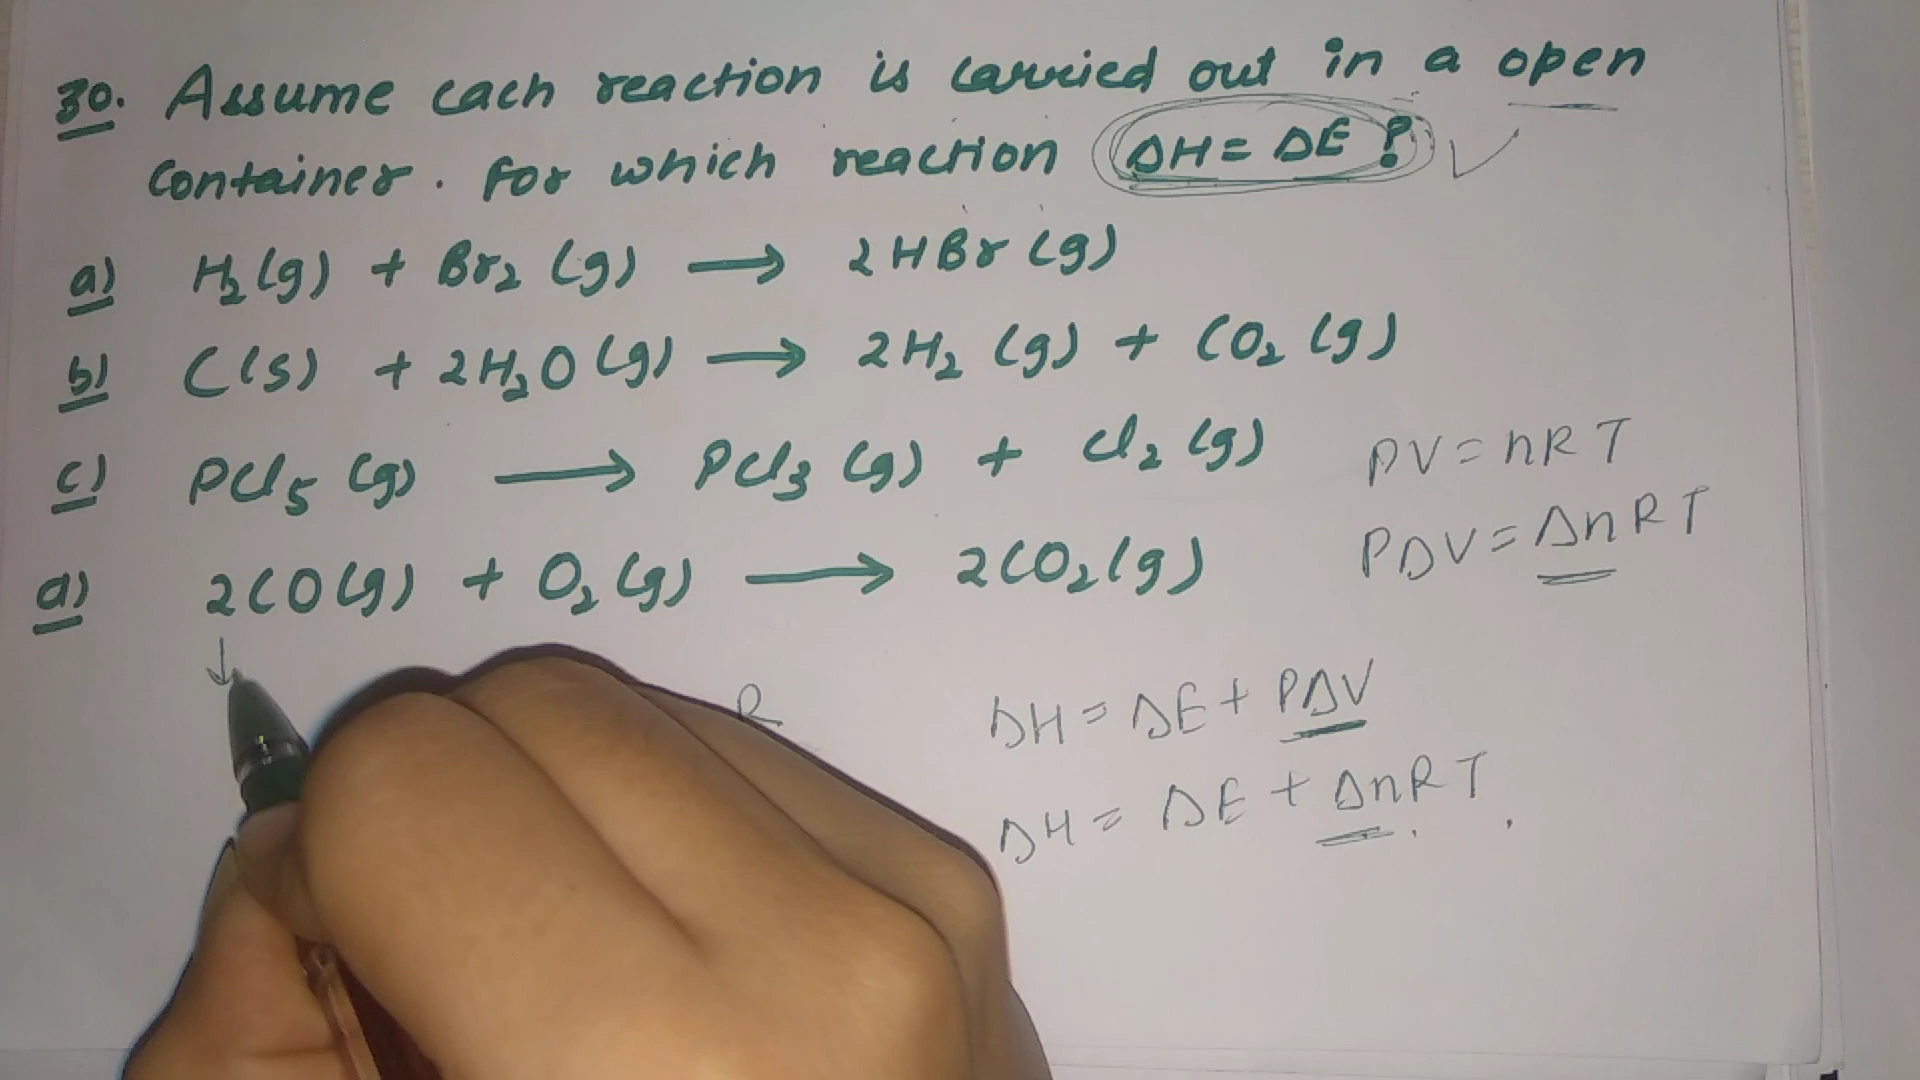 30. Assume each reaction is carried out in a open
container. for which reaction ΔH = ΔE ?
a) H₂(g) + Br₂(g) ⟶ 2HBr(g)
b) C(s) + 2H₂O(g) ⟶ 2H₂(g) + CO₂(g)
c) PCl₅(g) ⟶ PCl₃(g) + Cl₂(g)
PV = nRT
d) 2CO(g) + O₂(g) ⟶ 2CO₂(g)
PΔV = ΔnRT
R
ΔH = ΔE + PΔV
ΔH = ΔE + ΔnRT